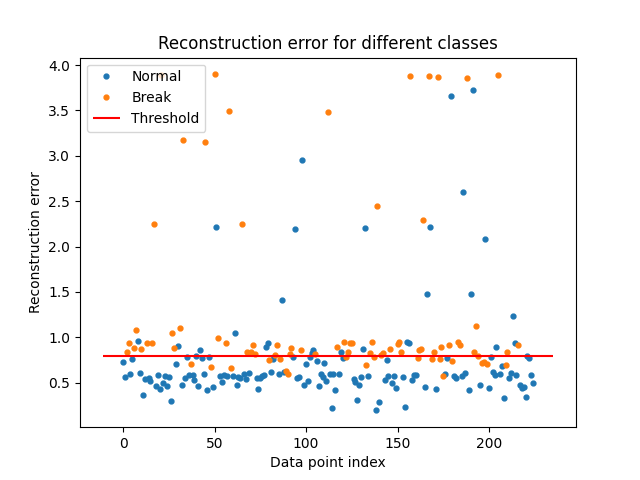 Reconstruction error for different classes
Normal
Break
Threshold
Reconstruction error
4.0
3.5
3.0
2.5
2.0
1.5
1.0
0.5
0
50
100
150
200
Data point index